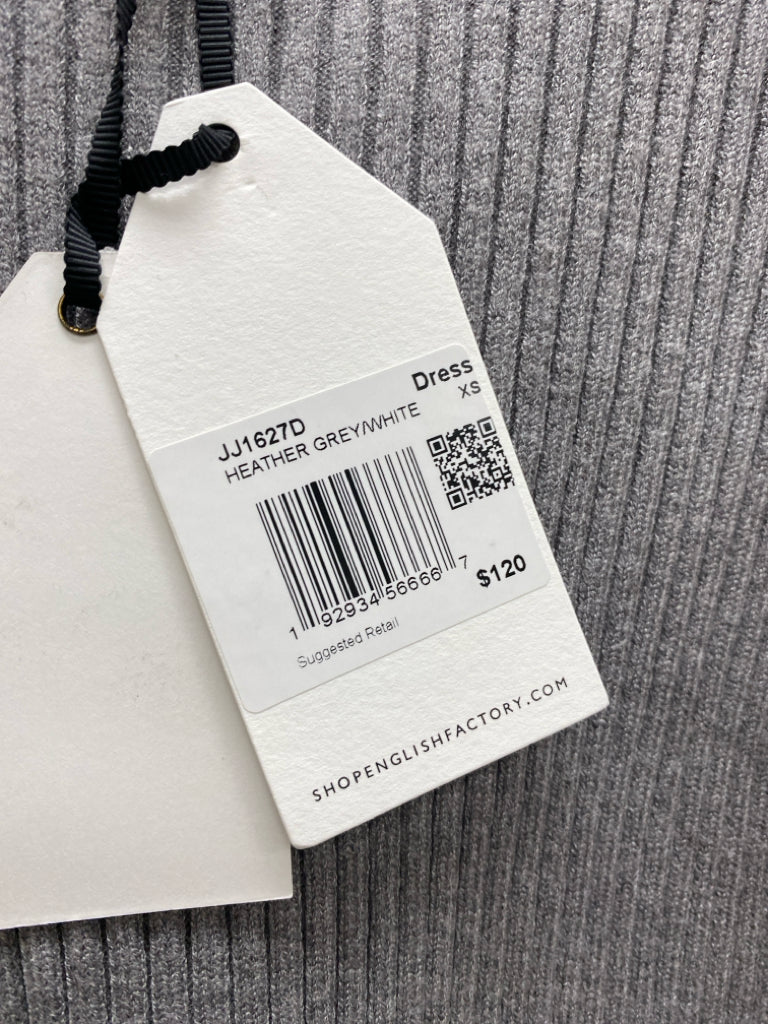 Dress
XS
JJ1627D
HEATHER GREY/WHITE
1 92934 56666 7
$120
Suggested Retail
SHOPENGLISHFACTORY.COM